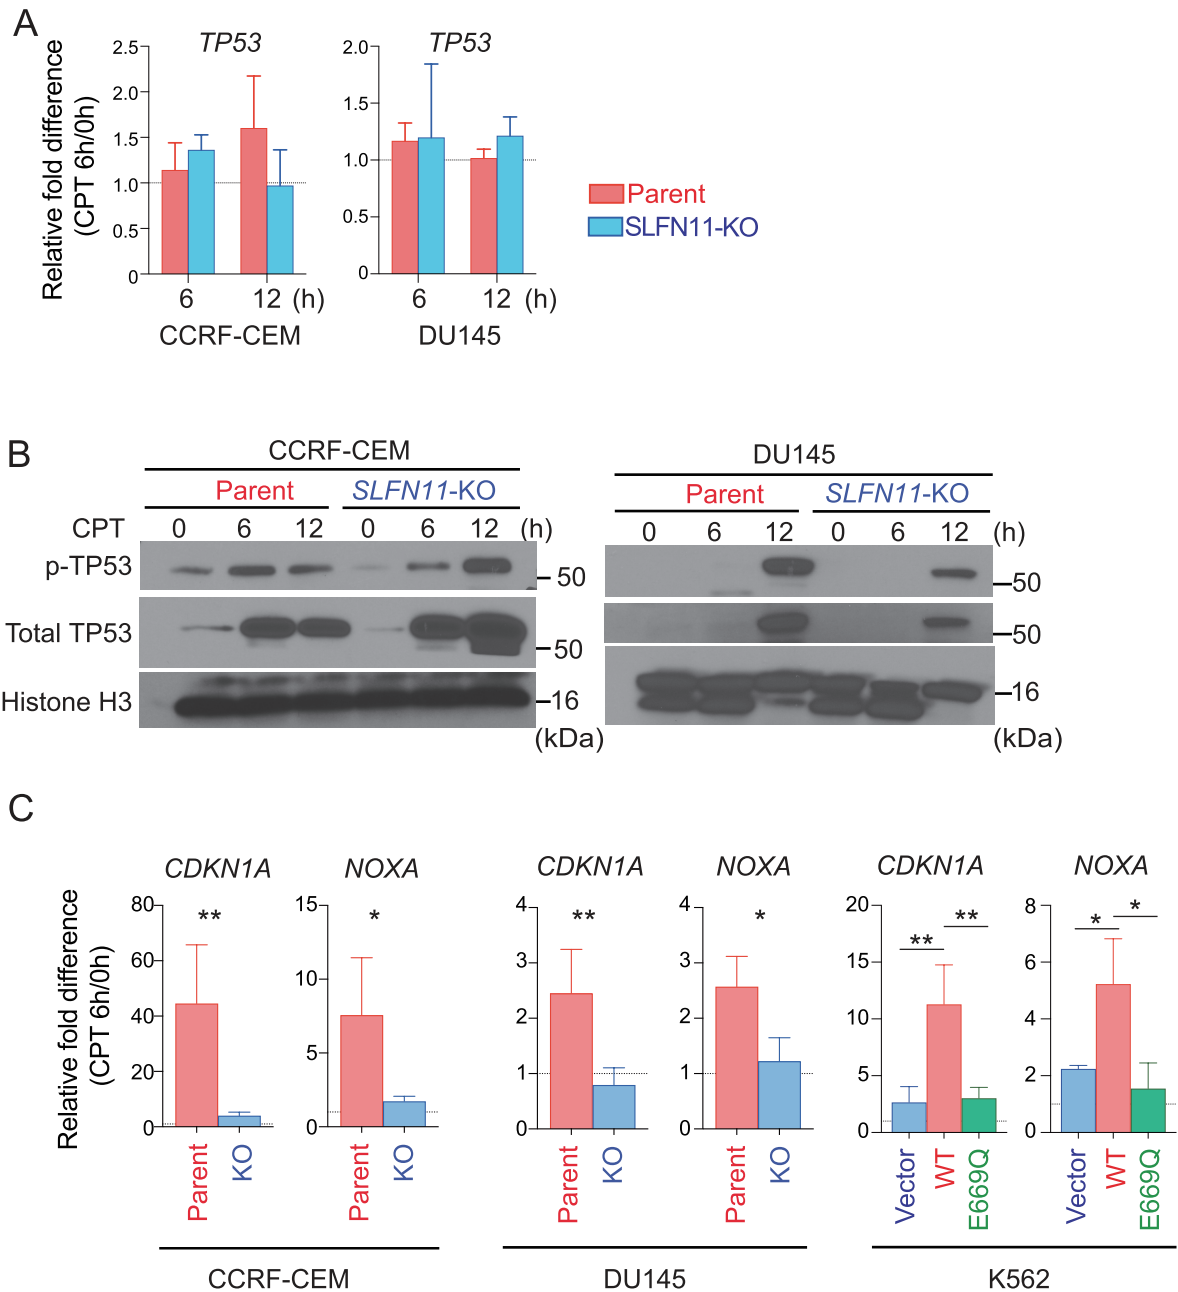 A
TP53
TP53
Relative fold difference
(CPT 6h/0h)
2.5
2.0
1.5
1.0
0.5
0
6
12
(h)
CCRF-CEM
2.0
1.5
1.0
0.5
0
6
12
(h)
DU145
Parent
SLFN11-KO
B
CCRF-CEM
DU145
Parent
SLFN11-KO
Parent
SLFN11-KO
CPT
0
6
12
0
6
12
(h)
0
6
12
0
6
12
(h)
p-TP53
50
50
Total TP53
50
50
Histone H3
16
16
(kDa)
(kDa)
C
Relative fold difference
(CPT 6h/0h)
CDKN1A
80
60
40
20
0
**
Parent
KO
NOXA
15
10
5
0
*
Parent
KO
CCRF-CEM
CDKN1A
4
3
2
1
0
**
Parent
KO
NOXA
4
3
2
1
0
*
Parent
KO
DU145
CDKN1A
20
15
10
5
0
**
**
Vector
WT
E669Q
NOXA
8
6
4
2
0
*
*
Vector
WT
E669Q
K562